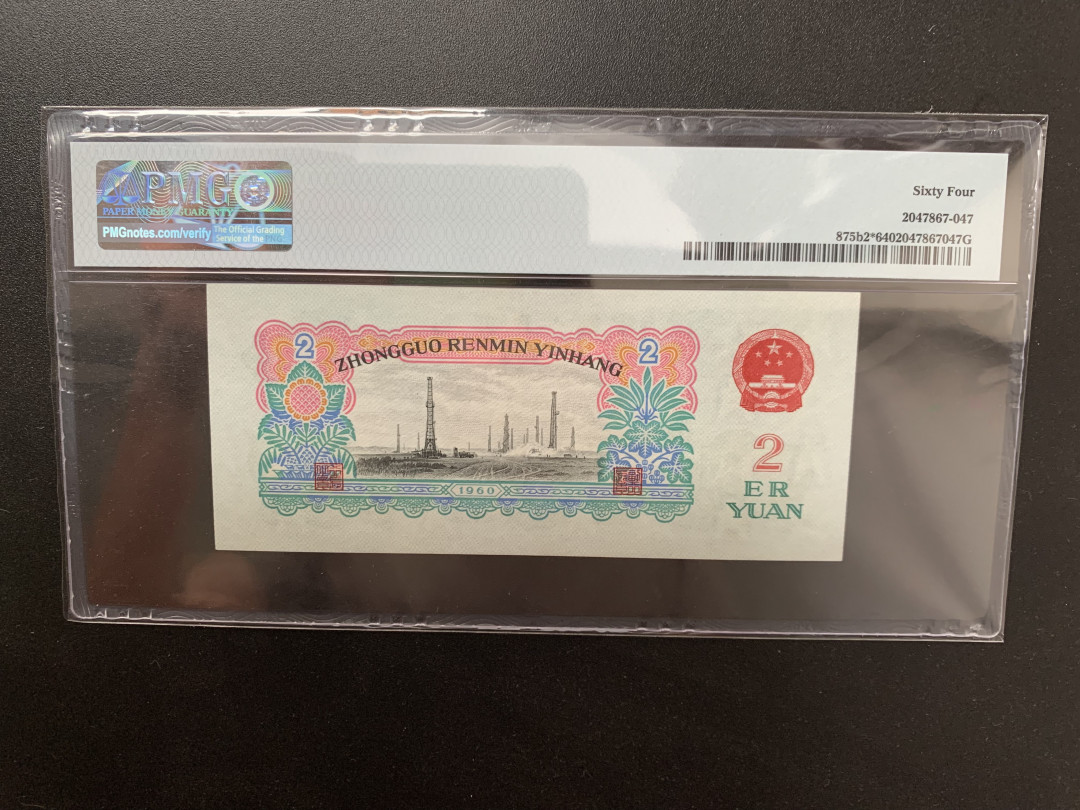 PMG
PAPER MONEY GUARANTY
PMGnotes.com/verify
The Official Grading
Service of the PNG
Sixty Four
2047867-047
875b2*6402047867047G
2
ZHONGGUO RENMIN YINHANG
2
1960
2
ER
YUAN